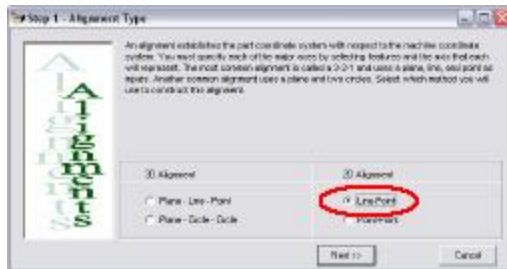 Step 1 - Alignment Type
An alignment establishes the part coordinate system with respect to the machine coordinate
system. You must specify each of the major axes by selecting features and the axis that each
will represent. The most common alignment is called a 3-2-1 and uses a plane, line, and point as
inputs. Another common alignment uses a plane and two circles. Select which method you will
use to construct this alignment.
Alignments
3D Alignment
Plane - Line - Point
Plane - Circle - Circle
2D Alignment
Line-Point
Next >>
Cancel